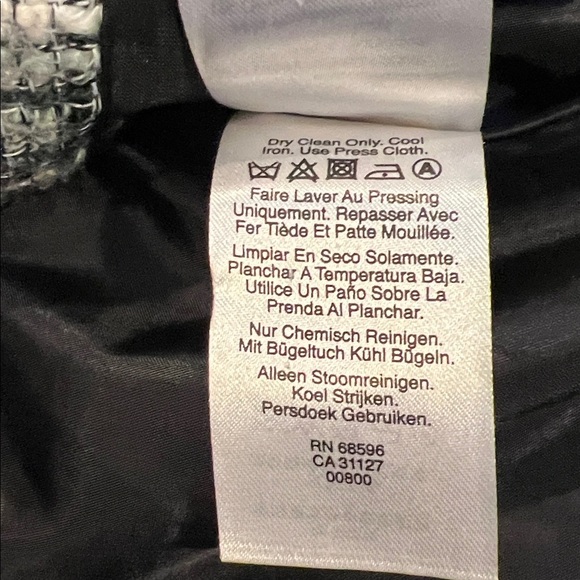 Dry Clean Only. Cool
Iron. Use Press Cloth.
A
Faire Laver Au Pressing
Uniquement. Repasser Avec
Fer Tiède Et Patte Mouillée.
Limpiar En Seco Solamente.
Planchar A Temperatura Baja.
Utilice Un Paño Sobre La
Prenda Al Planchar.
Nur Chemisch Reinigen.
Mit Bügeltuch Kühl Bügeln.
Alleen Stoomreinigen.
Koel Strijken.
Persdoek Gebruiken.
RN 68596
CA 31127
00800